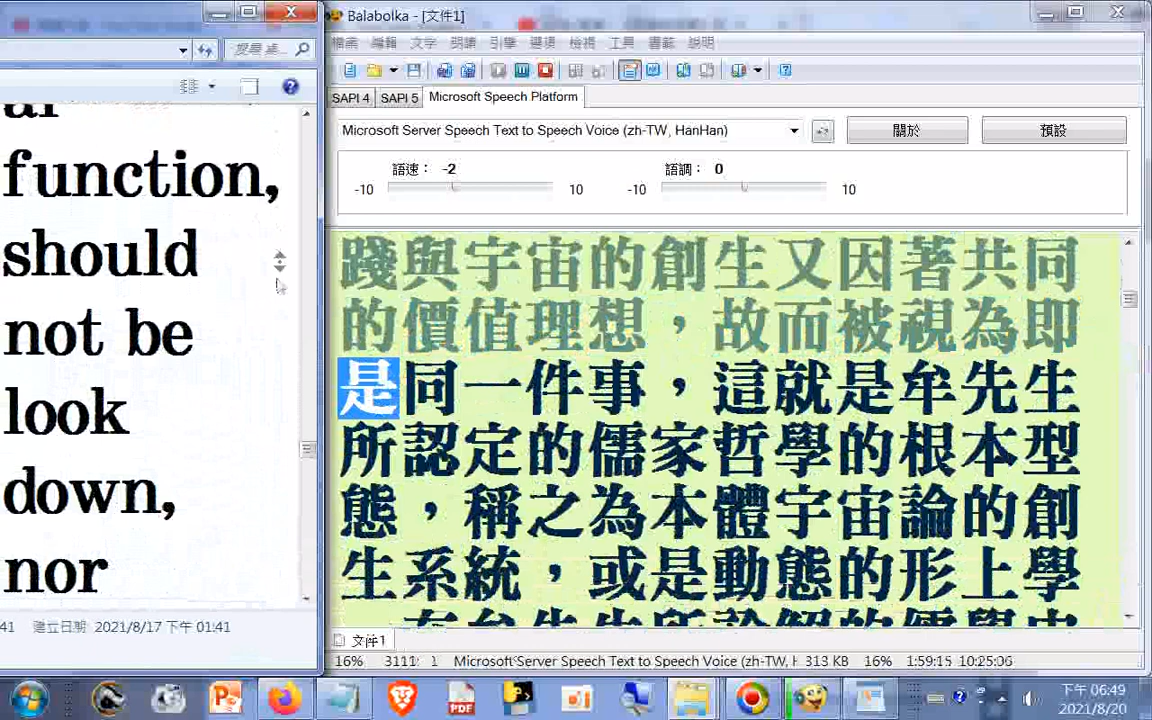 搜尋 桌...
al
function,
should
not be
look
down,
nor
41 建立日期 2021/8/17 下午 01:41
Balabolka - [文件1]
檔案 編輯 文字 朗讀 引擎 選項 檢視 工具 書籤 說明
SAPI 4 SAPI 5 Microsoft Speech Platform
Microsoft Server Speech Text to Speech Voice (zh-TW, HanHan) 關於 預設
語速： -2 語調： 0
-10 10 -10 10
踐與宇宙的創生又因著共同
的價值理想，故而被視為即
是同一件事，這就是牟先生
所認定的儒家哲學的根本型
態，稱之為本體宇宙論的創
生系統，或是動態的形上學
文件1
16% 3111: 1 Microsoft Server Speech Text to Speech Voice (zh-TW, H 313 KB 16% 1:59:15 10:25:06
PDF
下午 06:49
2021/8/20